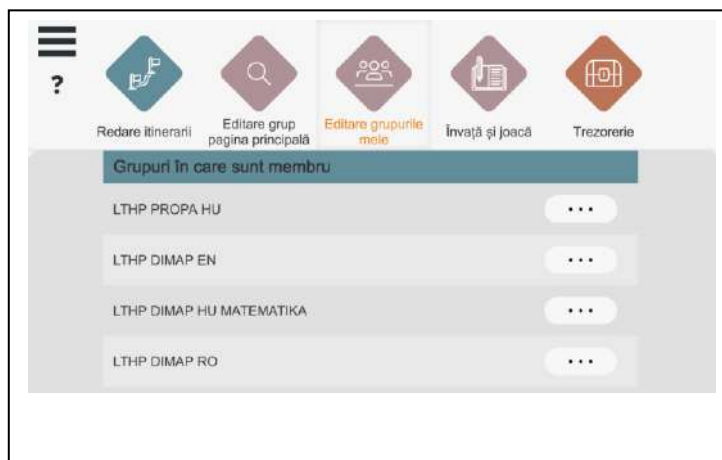 ?
Redare itinerarii
Editare grup
pagina principală
Editare grupurile
mele
Învață și joacă
Trezorerie
Grupuri în care sunt membru
LTHP PROPA HU
LTHP DIMAP EN
LTHP DIMAP HU MATEMATIKA
LTHP DIMAP RO